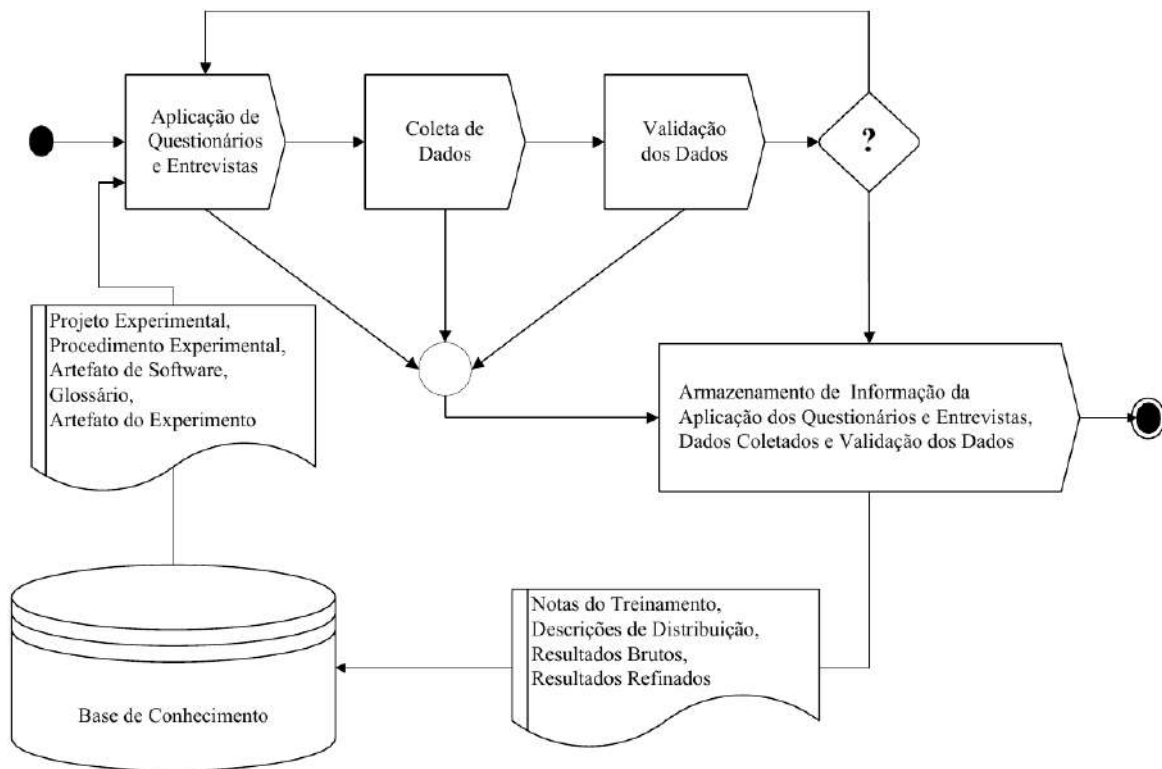 Aplicação de
Questionários
e Entrevistas
Coleta de
Dados
Validação
dos Dados
?
Projeto Experimental,
Procedimento Experimental,
Artefato de Software,
Glossário,
Artefato do Experimento
Armazenamento de Informação da
Aplicação dos Questionários e Entrevistas,
Dados Coletados e Validação dos Dados
Notas do Treinamento,
Descrições de Distribuição,
Resultados Brutos,
Resultados Refinados
Base de Conhecimento